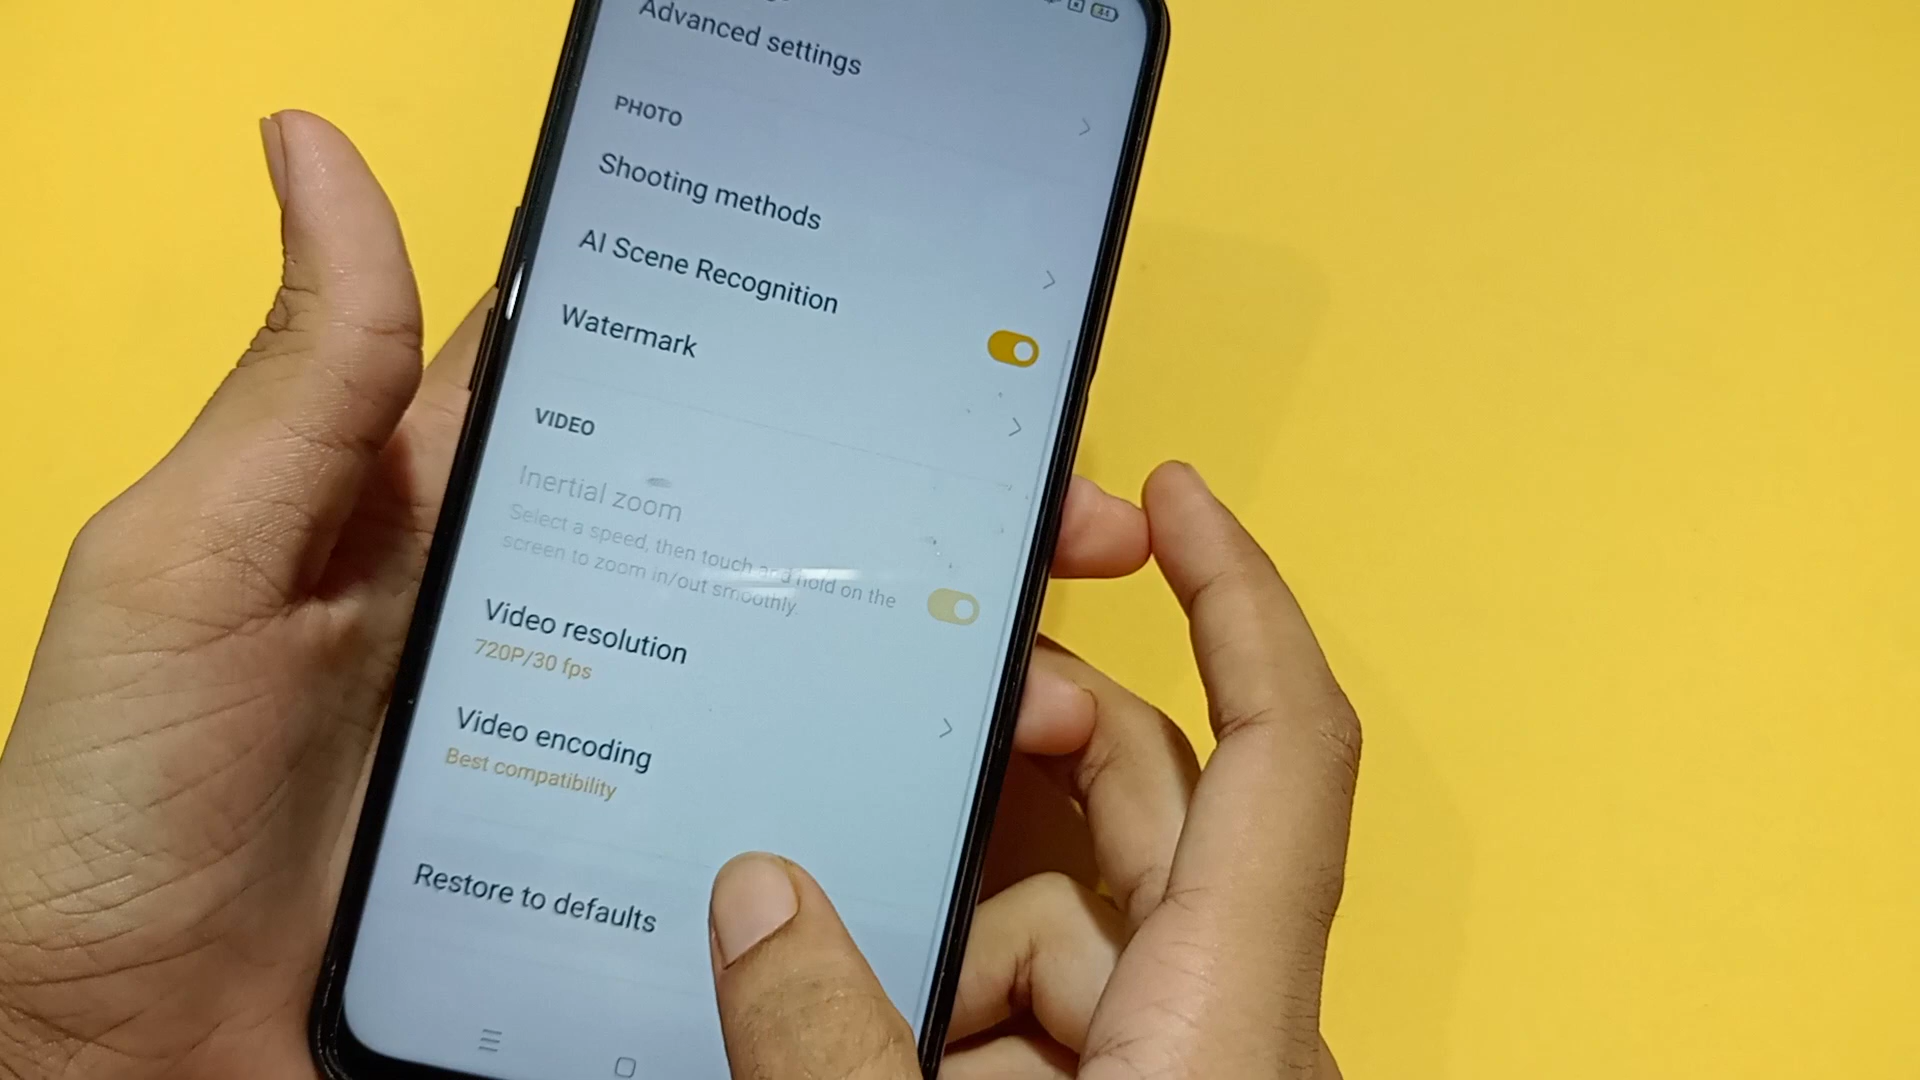 Advanced settings
PHOTO
Shooting methods
AI Scene Recognition
Watermark
VIDEO
Inertial zoom
Select a speed, then touch and hold on the
screen to zoom in/out smoothly.
Video resolution
720P/30 fps
Video encoding
Best compatibility
Restore to defaults